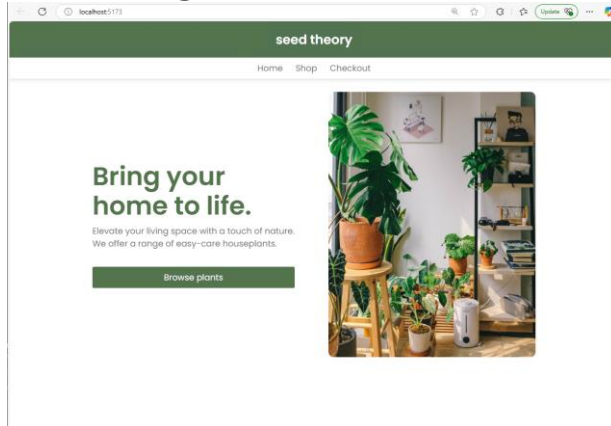 localhost:5173
Update
seed theory
Home Shop Checkout
Bring your
home to life.
Elevate your living space with a touch of nature.
We offer a range of easy-care houseplants.
Browse plants